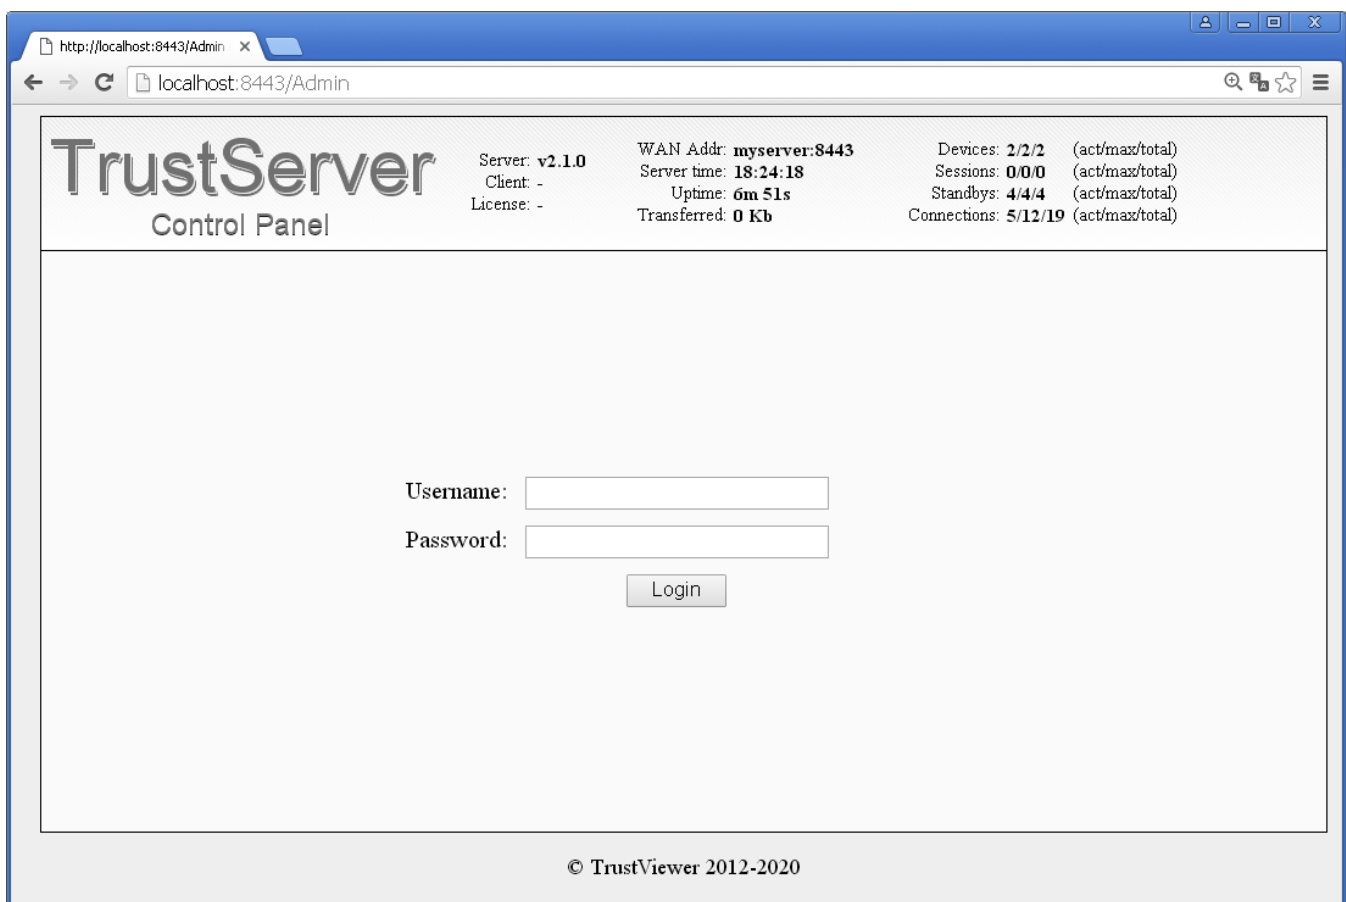 http://localhost:8443/Admin
localhost:8443/Admin
TrustServer
Control Panel
Server: v2.1.0
Client: -
License: -
WAN Addr: myserver:8443
Server time: 18:24:18
Uptime: 6m 51s
Transferred: 0 Kb
Devices: 2/2/2 (act/max/total)
Sessions: 0/0/0 (act/max/total)
Standbys: 4/4/4 (act/max/total)
Connections: 5/12/19 (act/max/total)
Username:
Password:
Login
© TrustViewer 2012-2020